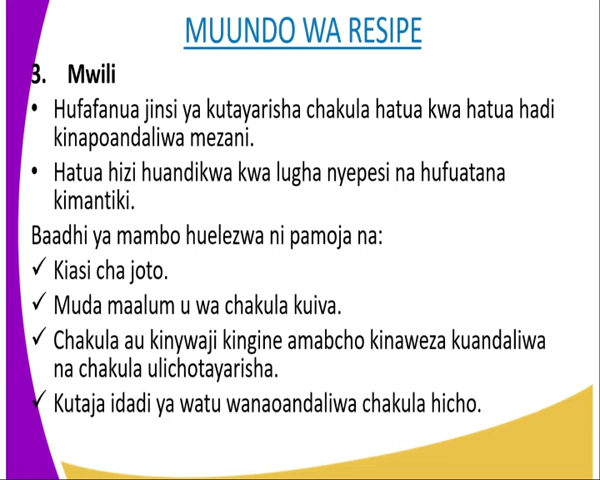 MUUNDO WA RESIPE
3. Mwili
• Hufafanua jinsi ya kutayarisha chakula hatua kwa hatua hadi
kinapoandaliwa mezani.
• Hatua hizi huandikwa kwa lugha nyepesi na hufuatana
kimantiki.
Baadhi ya mambo huelezwa ni pamoja na:
✓ Kiasi cha joto.
✓ Muda maalum u wa chakula kuiva.
✓ Chakula au kinywaji kingine amabcho kinaweza kuandaliwa
na chakula ulichotayarisha.
✓ Kutaja idadi ya watu wanaoandaliwa chakula hicho.